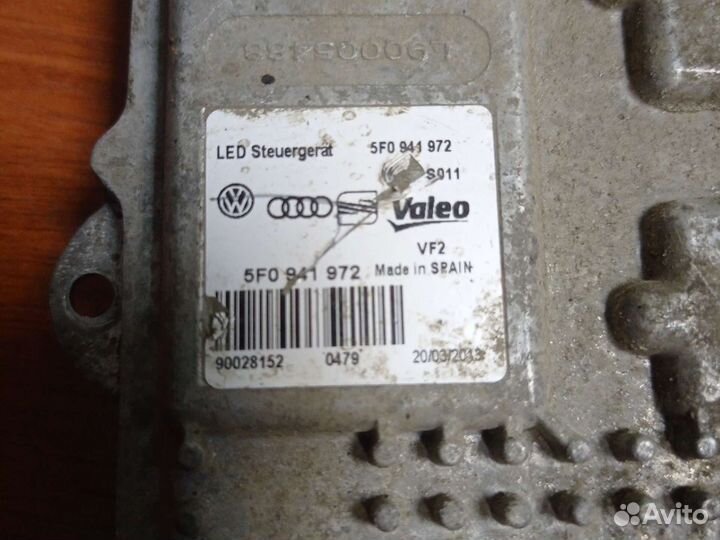 L90005488
LED Steuergerat 5F0 941 972
S011
Valeo
VF2
5F0 941 972 Made in SPAIN
90028152 0479 20/03/2013
Avito